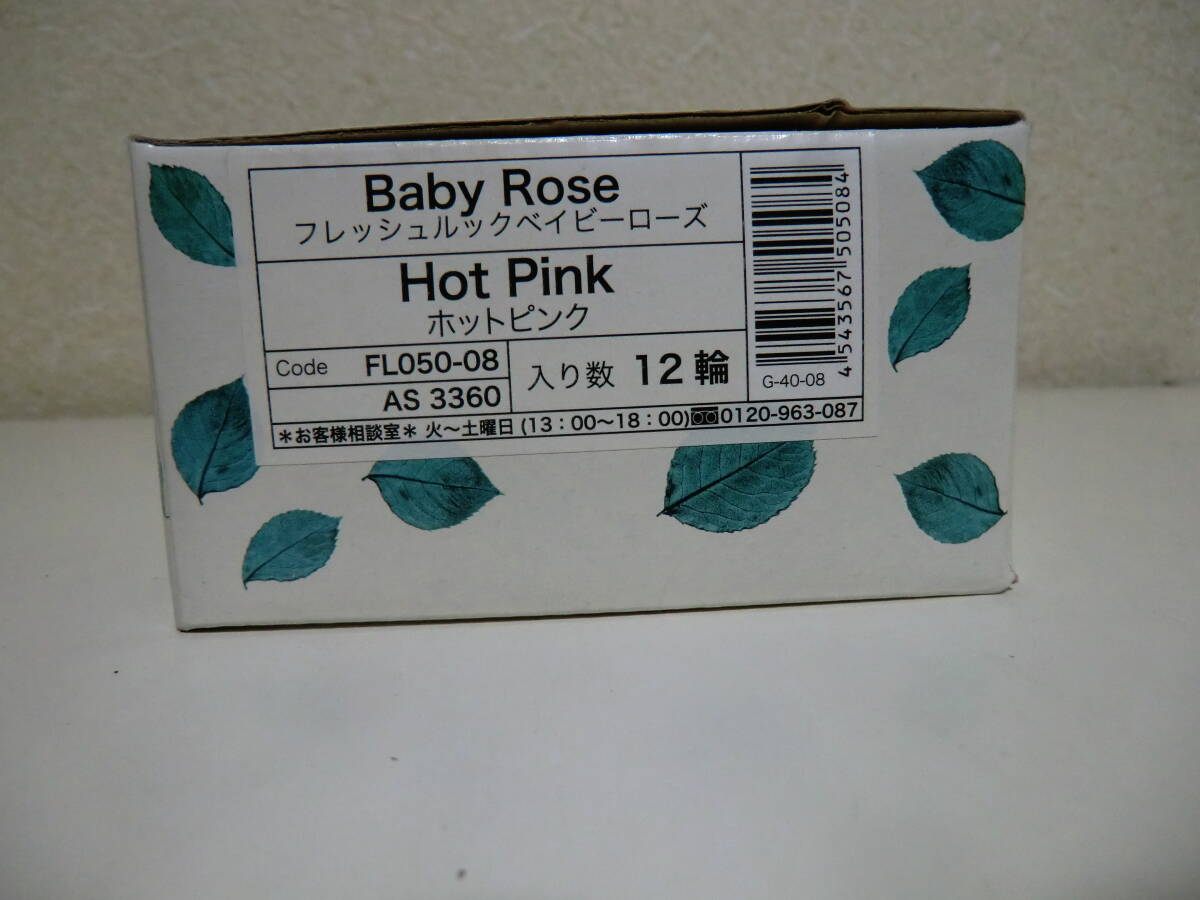 Baby Rose
フレッシュルックベイビーローズ
Hot Pink
ホットピンク
Code FL050-08
AS 3360
入り数 12輪
4543567505084
G-40-08
＊お客様相談室＊ 火〜土曜日(13：00〜18：00)0120-963-087